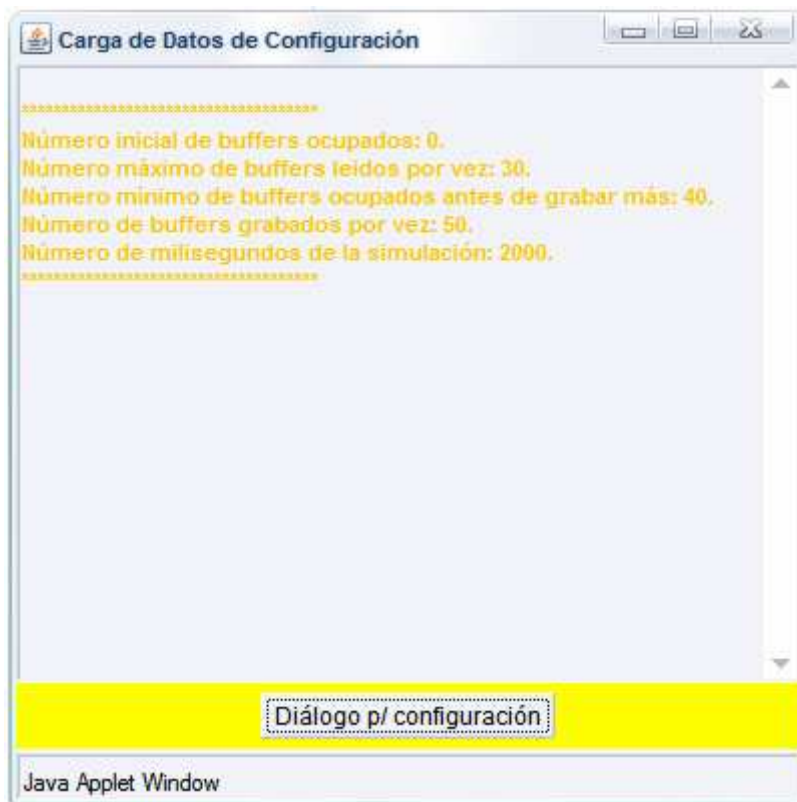 Carga de Datos de Configuración
*************************************
Número inicial de buffers ocupados: 0.
Número máximo de buffers leídos por vez: 30.
Número mínimo de buffers ocupados antes de grabar más: 40.
Número de buffers grabados por vez: 50.
Número de milisegundos de la simulación: 2000.
*************************************
Diálogo p/ configuración
Java Applet Window